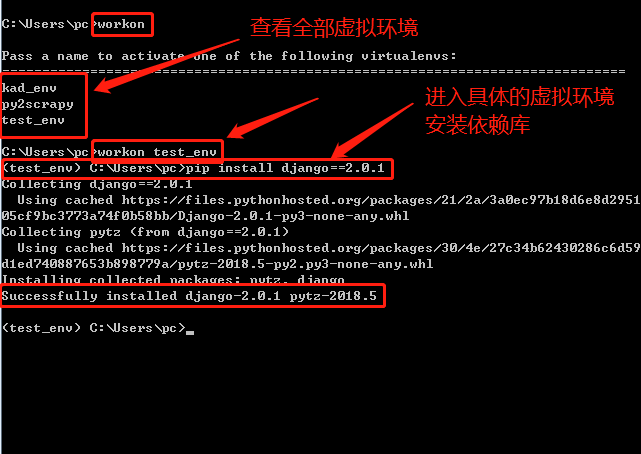 C:\Users\pc>workon
查看全部虚拟环境
Pass a name to activate one of the following virtualenvs:
==============================================================================
kad_env
py2scrapy
test_env
进入具体的虚拟环境
安装依赖库
C:\Users\pc>workon test_env
(test_env) C:\Users\pc>pip install django==2.0.1
Collecting django==2.0.1
Using cached https://files.pythonhosted.org/packages/21/2a/3a0ec97b18d6e8d2951
05cf9bc3773a74f0b58bb/Django-2.0.1-py3-none-any.whl
Collecting pytz (from django==2.0.1)
Using cached https://files.pythonhosted.org/packages/30/4e/27c34b62430286c6d59
d1ed740887653b898779a/pytz-2018.5-py2.py3-none-any.whl
Installing collected packages: pytz, django
Successfully installed django-2.0.1 pytz-2018.5
(test_env) C:\Users\pc>